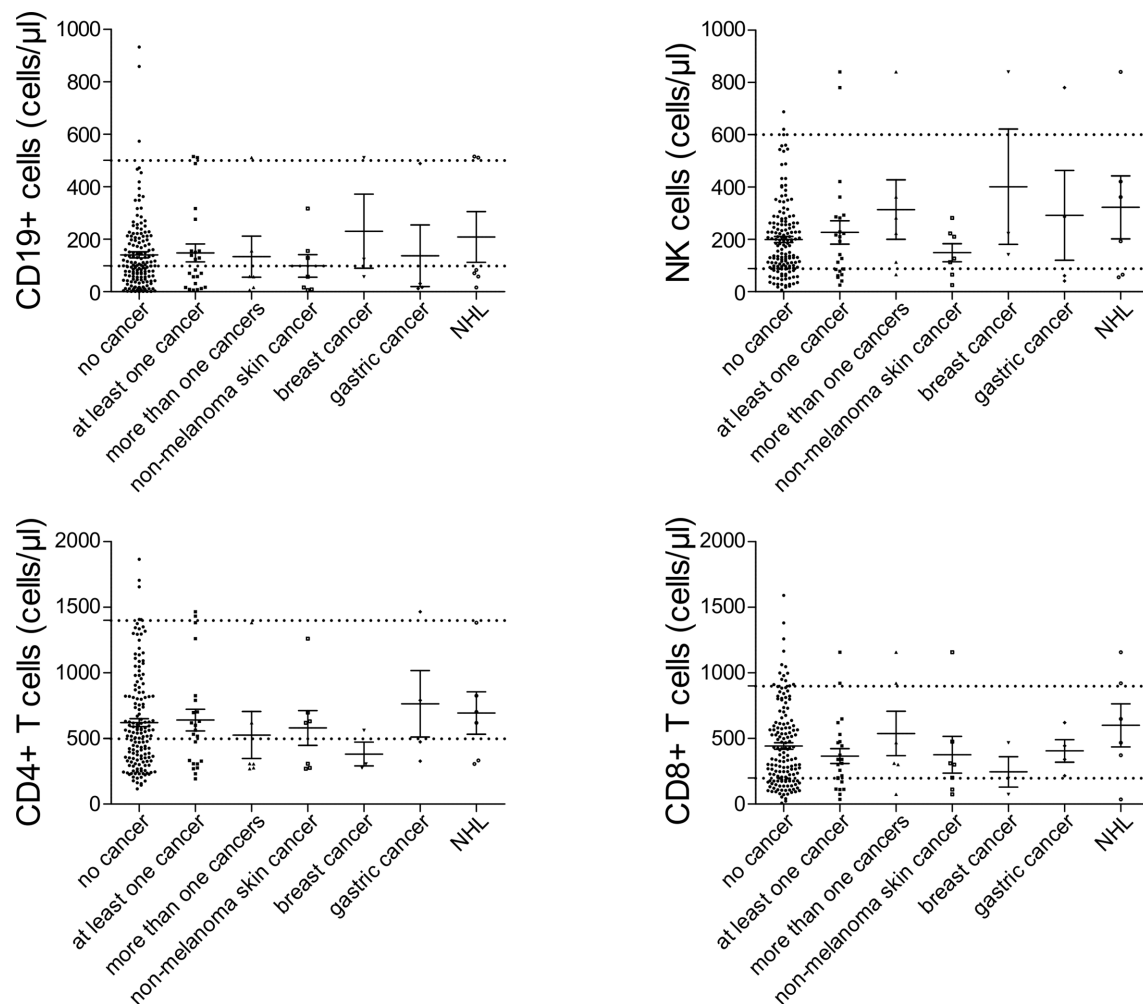 CD19+ cells (cells/µl)
1000
800
600
400
200
0
no cancer
at least one cancer
more than one cancers
non-melanoma skin cancer
breast cancer
gastric cancer
NHL
NK cells (cells/µl)
1000
800
600
400
200
0
no cancer
at least one cancer
more than one cancers
non-melanoma skin cancer
breast cancer
gastric cancer
NHL
CD4+ T cells (cells/µl)
2000
1500
1000
500
0
no cancer
at least one cancer
more than one cancers
non-melanoma skin cancer
breast cancer
gastric cancer
NHL
CD8+ T cells (cells/µl)
2000
1500
1000
500
0
no cancer
at least one cancer
more than one cancers
non-melanoma skin cancer
breast cancer
gastric cancer
NHL